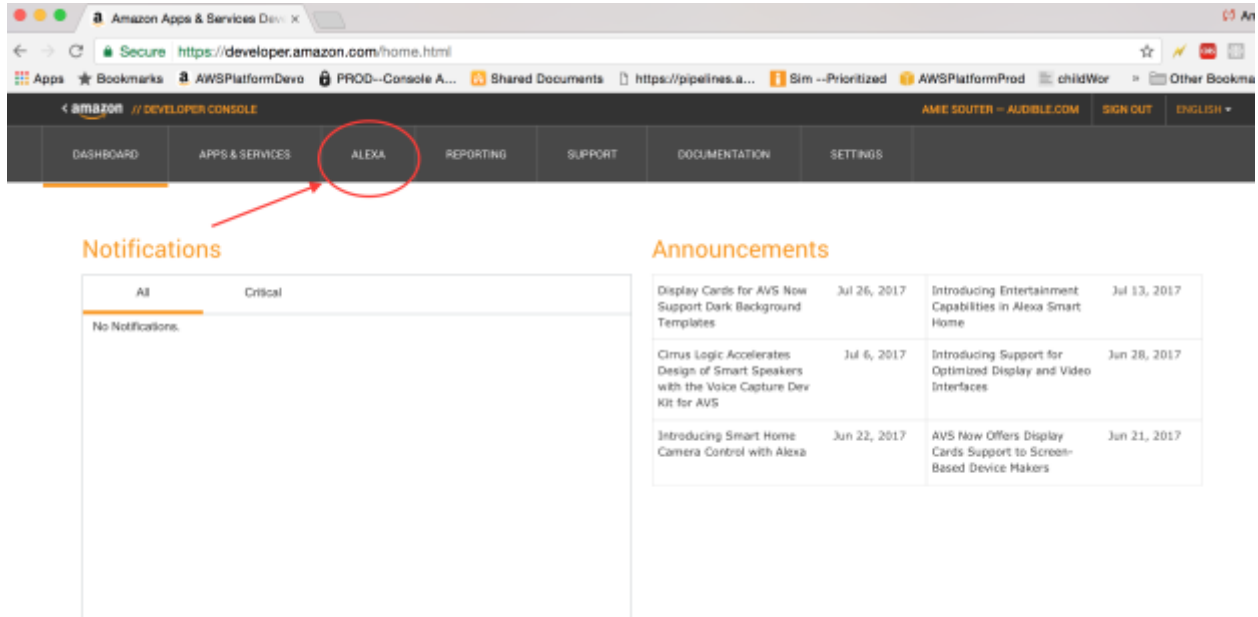 Amazon Apps & Services Dev
Secure https://developer.amazon.com/home.html
Apps Bookmarks AWSPlatformDevo PROD--Console A... Shared Documents https://pipelines.a... Sim --Prioritized AWSPlatformProd childWor » Other Bookma
< amazon // DEVELOPER CONSOLE AMIE SOUTER — AUDIBLE.COM SIGN OUT ENGLISH
DASHBOARD APPS & SERVICES ALEXA REPORTING SUPPORT DOCUMENTATION SETTINGS
Notifications
All Critical
No Notifications.
Announcements
Display Cards for AVS Now Jul 26, 2017
Support Dark Background
Templates
Introducing Entertainment Jul 13, 2017
Capabilities in Alexa Smart
Home
Cirrus Logic Accelerates Jul 6, 2017
Design of Smart Speakers
with the Voice Capture Dev
Kit for AVS
Introducing Support for Jun 28, 2017
Optimized Display and Video
Interfaces
Introducing Smart Home Jun 22, 2017
Camera Control with Alexa
AVS Now Offers Display Jun 21, 2017
Cards Support to Screen-
Based Device Makers